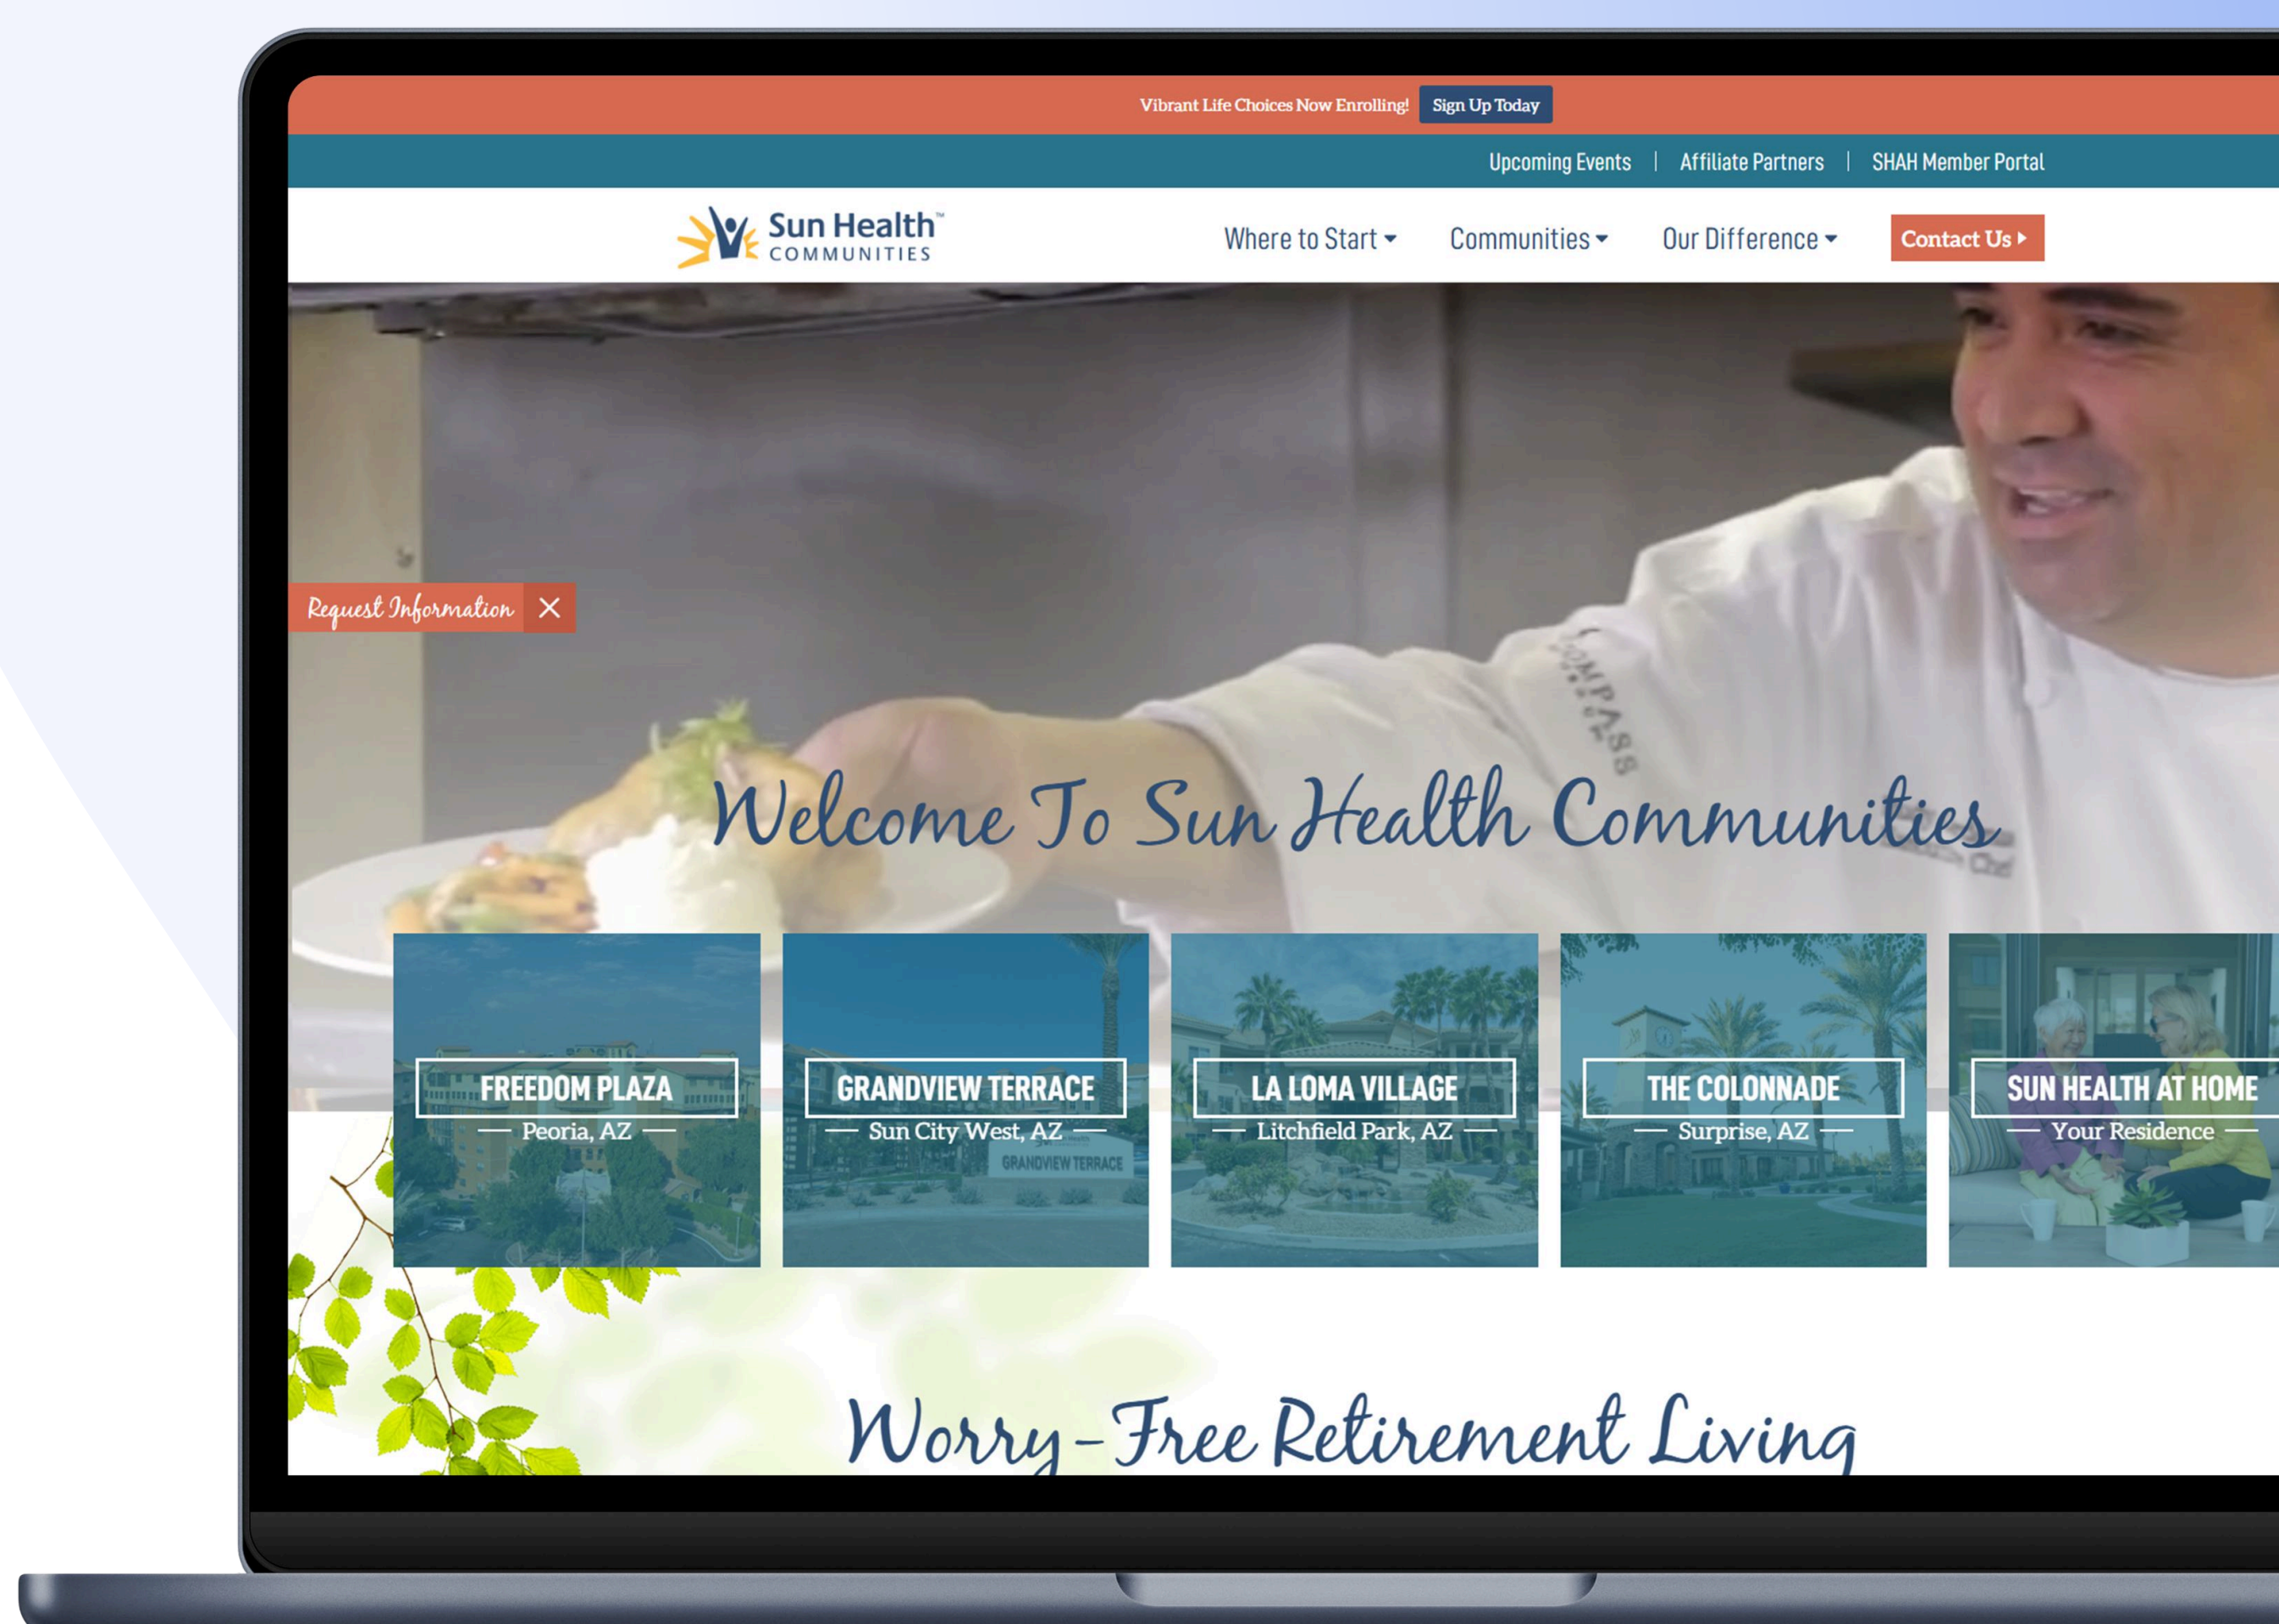 Vibrant Life Choices Now Enrolling! Sign Up Today
Upcoming Events | Affiliate Partners | SHAH Member Portal
Sun Health™
COMMUNITIES
Where to Start Communities Our Difference Contact Us
Request Information
COMPASS
Welcome To Sun Health Communities
FREEDOM PLAZA
Peoria, AZ
GRANDVIEW TERRACE
Sun City West, AZ
GRANDVIEW TERRACE
LA LOMA VILLAGE
Litchfield Park, AZ
THE COLONNADE
Surprise, AZ
SUN HEALTH AT HOME
Your Residence
Worry-Free Retirement Living